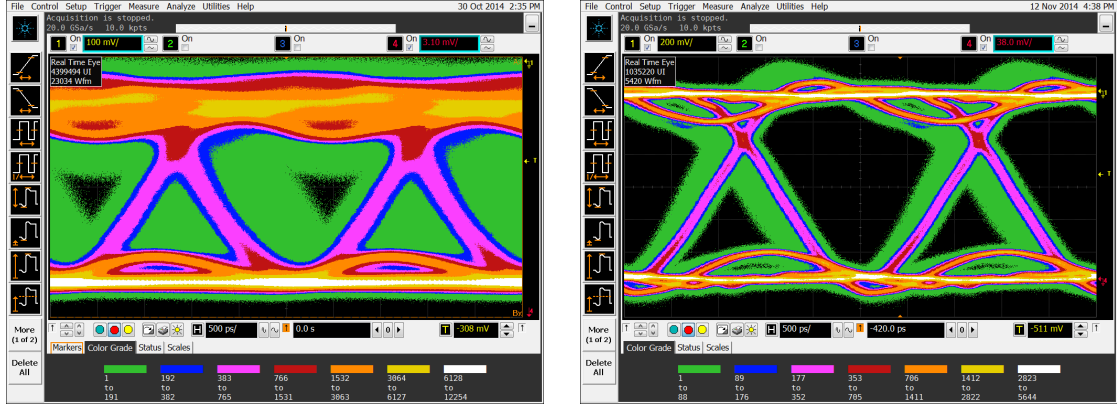 File Control Setup Trigger Measure Analyze Utilities Help 30 Oct 2014 2:35 PM
Acquisition is stopped.
20.0 GSa/s 10.0 kpts
On On On On
1 100 mV/ 2 3 4 3.19 mV/
Real Time Eye
4399494 UI
23034 Wfm
T
More
(1 of 2)
Delete
All
H 500 ps/ 0.0 s 0 T -308 mV
Markers Color Grade Status Scales
1 192 383 766 1532 3064 6128
to to to to to to to
191 382 765 1531 3063 6127 12254
File Control Setup Trigger Measure Analyze Utilities Help 12 Nov 2014 4:38 PM
Acquisition is stopped.
20.0 GSa/s 10.0 kpts
On On On On
1 200 mV/ 2 3 4 36.0 mV/
Real Time Eye
1035220 UI
5420 Wfm
T
More
(1 of 2)
Delete
All
H 500 ps/ -420.0 ps 0 T -511 mV
Color Grade Status Scales
1 89 177 353 706 1412 2823
to to to to to to to
88 176 352 705 1411 2822 5644